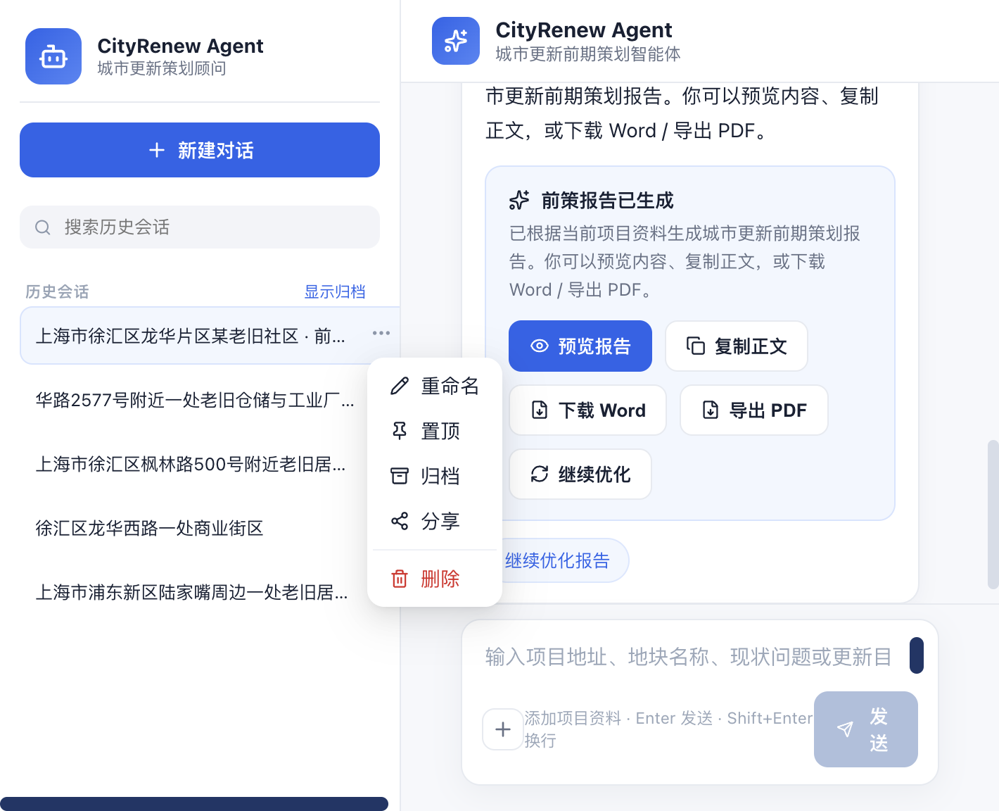 CityRenew Agent
城市更新策划顾问
新建对话
搜索历史会话
历史会话
显示归档
上海市徐汇区龙华片区某老旧社区 · 前...
华路2577号附近一处老旧仓储与工业厂...
上海市徐汇区枫林路500号附近老旧居...
徐汇区龙华西路一处商业街区
上海市浦东新区陆家嘴周边一处老旧居...
重命名
置顶
归档
分享
删除
CityRenew Agent
城市更新前期策划智能体
市更新前期策划报告。你可以预览内容、复制
正文，或下载 Word / 导出 PDF。
前策报告已生成
已根据当前项目资料生成城市更新前期策划报
告。你可以预览内容、复制正文，或下载
Word / 导出 PDF。
预览报告
复制正文
下载 Word
导出 PDF
继续优化
继续优化报告
输入项目地址、地块名称、现状问题或更新目
添加项目资料 · Enter 发送 · Shift+Enter
换行
发
送